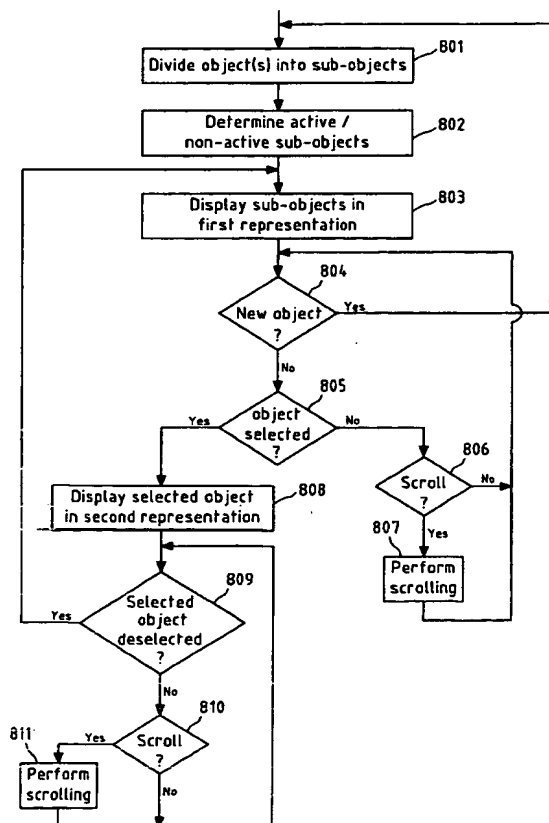 801
Divide object(s) into sub-objects
Determine active /
non-active sub-objects
802
Display sub-objects in
first representation
803
804
New object
?
Yes
No
805
object
selected
?
Yes
No
806
Scroll
?
No
Yes
807
Perform
scrolling
Display selected object
in second representation
808
809
Selected
object
deselected
?
Yes
No
810
Scroll
?
Yes
No
811
Perform
scrolling